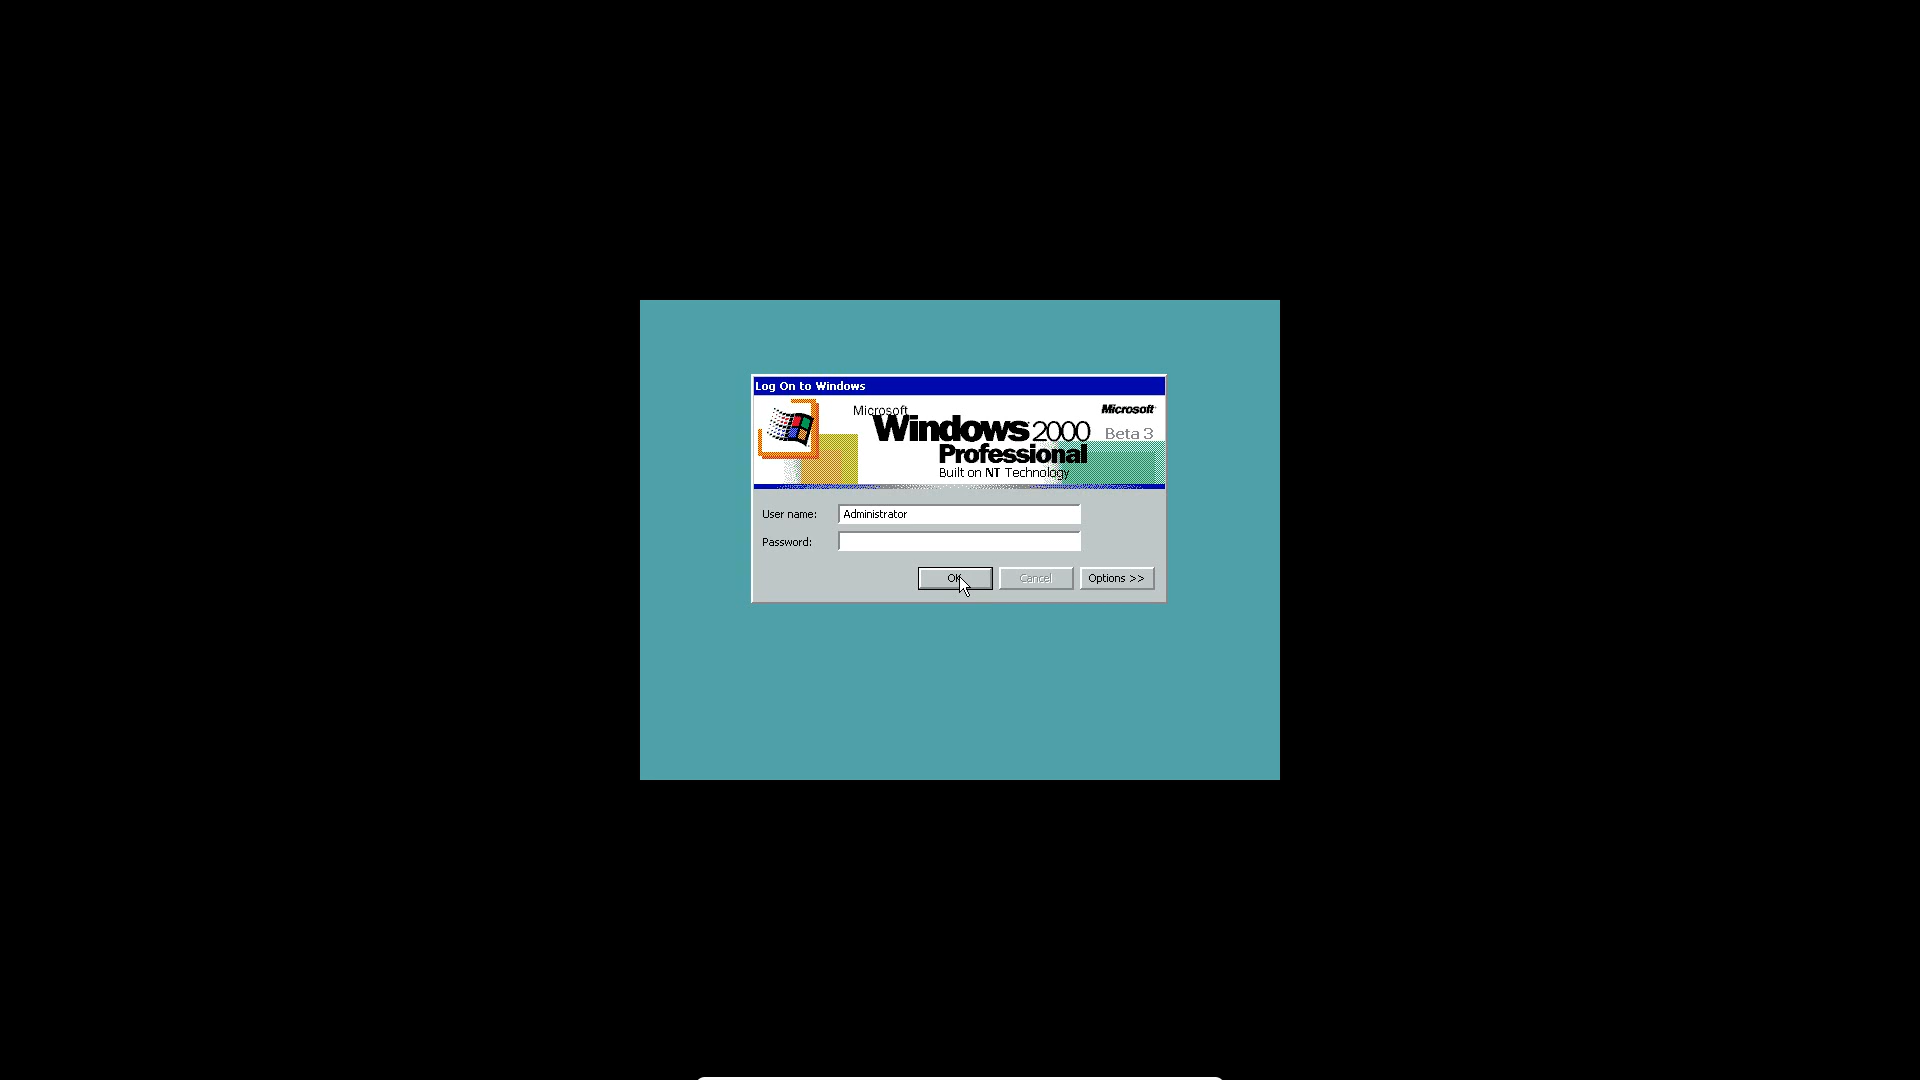 Log On to Windows
Microsoft
Microsoft
Windows 2000
Beta 3
Professional
Built on NT Technology
User name: Administrator
Password:
OK Cancel Options >>